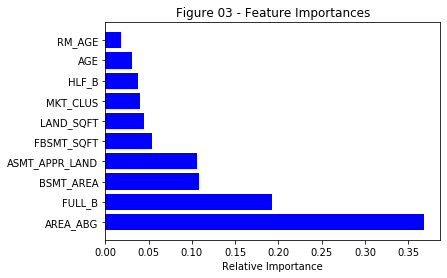 Figure 03 - Feature Importances
RM_AGE
AGE
HLF_B
MKT_CLUS
LAND_SQFT
FBSMT_SQFT
ASMT_APPR_LAND
BSMT_AREA
FULL_B
AREA_ABG
0.00 0.05 0.10 0.15 0.20 0.25 0.30 0.35
Relative Importance